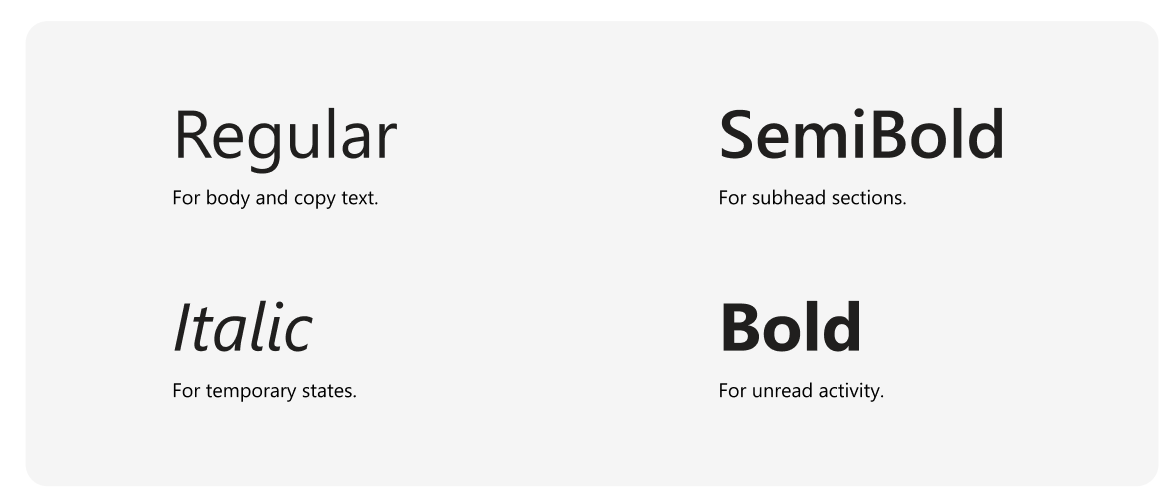 Regular
For body and copy text.
SemiBold
For subhead sections.
Italic
For temporary states.
Bold
For unread activity.